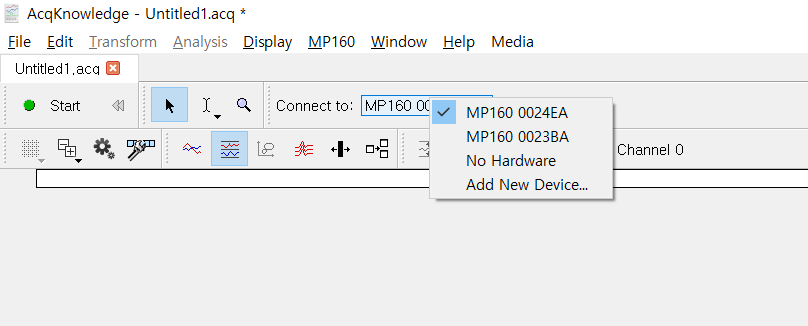 AcqKnowledge - Untitled1.acq *
File Edit Transform Analysis Display MP160 Window Help Media
Untitled1.acq
Start Connect to: MP160 00
MP160 0024EA
MP160 0023BA
No Hardware
Channel 0
Add New Device...